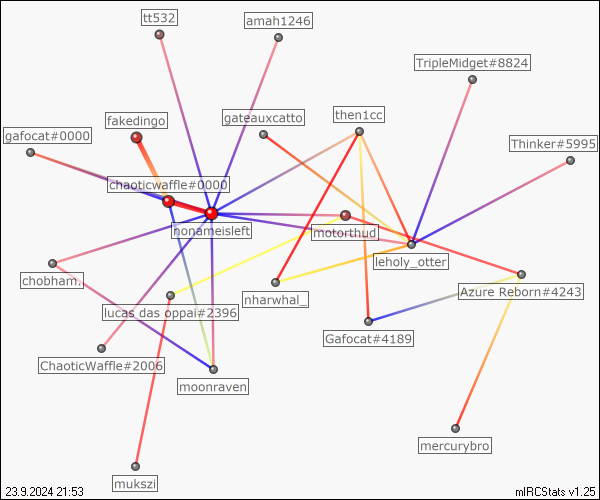 tt532
amah1246
TripleMidget#8824
fakedingo
gateauxcatto
then1cc
gafocat#0000
Thinker#5995
chaoticwaffle#0000
nonameisleft
motorthud
leholy_otter
chobham.
Azure Reborn#4243
nharwhal_
lucas das oppai#2396
Gafocat#4189
ChaoticWaffle#2006
moonraven
mercurybro
mukszi
23.9.2024 21:53
mIRCStats v1.25